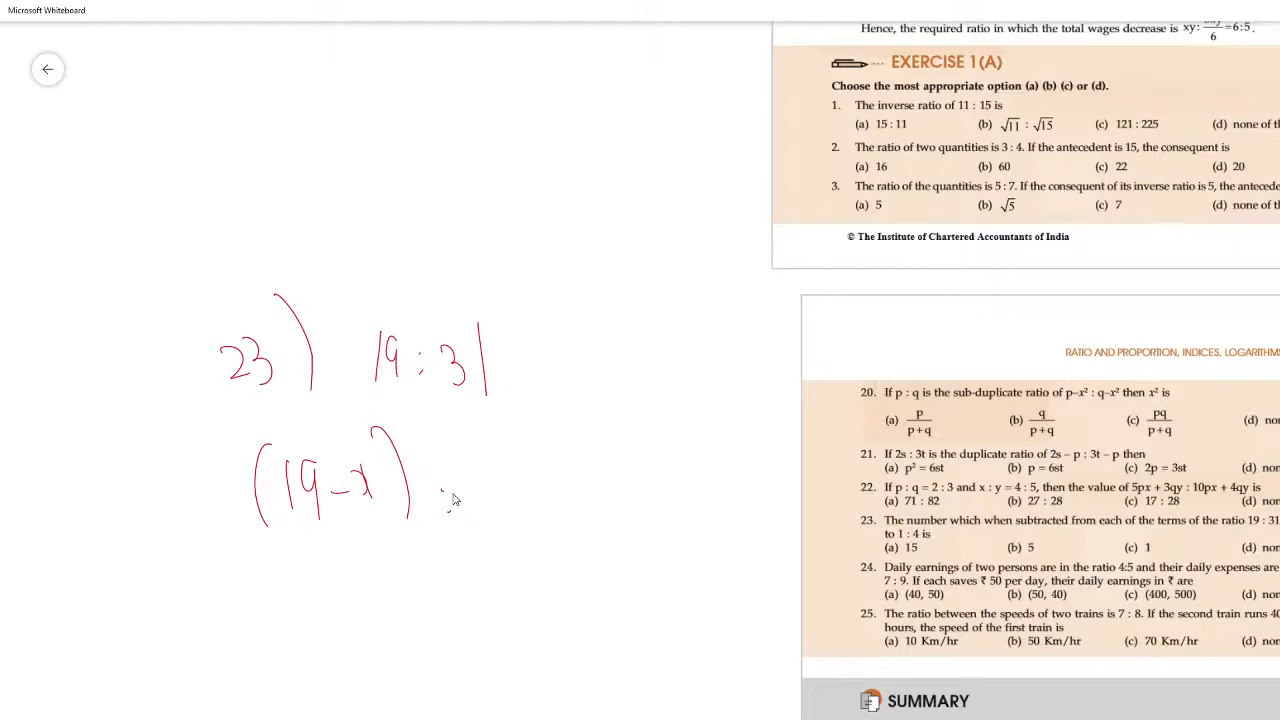 Microsoft Whiteboard
Hence, the required ratio in which the total wages decrease is xy: 5xy/6 =6:5.
EXERCISE 1(A)
Choose the most appropriate option (a) (b) (c) or (d).
1. The inverse ratio of 11 : 15 is
(a) 15 : 11 (b) √11 : √15 (c) 121 : 225 (d) none of th
2. The ratio of two quantities is 3 : 4. If the antecedent is 15, the consequent is
(a) 16 (b) 60 (c) 22 (d) 20
3. The ratio of the quantities is 5 : 7. If the consequent of its inverse ratio is 5, the antecede
(a) 5 (b) √5 (c) 7 (d) none of th
© The Institute of Chartered Accountants of India
23) 19 : 31
(19 – x) :
RATIO AND PROPORTION, INDICES, LOGARITHMS
20. If p : q is the sub-duplicate ratio of p–x² : q–x² then x² is
(a) p/p+q (b) q/p+q (c) pq/p+q (d) non
21. If 2s : 3t is the duplicate ratio of 2s – p : 3t – p then
(a) p² = 6st (b) p = 6st (c) 2p = 3st (d) non
22. If p : q = 2 : 3 and x : y = 4 : 5, then the value of 5px + 3qy : 10px + 4qy is
(a) 71 : 82 (b) 27 : 28 (c) 17 : 28 (d) non
23. The number which when subtracted from each of the terms of the ratio 19 : 31
to 1 : 4 is
(a) 15 (b) 5 (c) 1 (d) non
24. Daily earnings of two persons are in the ratio 4:5 and their daily expenses are
7 : 9. If each saves ₹ 50 per day, their daily earnings in ₹ are
(a) (40, 50) (b) (50, 40) (c) (400, 500) (d) non
25. The ratio between the speeds of two trains is 7 : 8. If the second train runs 40
hours, the speed of the first train is
(a) 10 Km/hr (b) 50 Km/hr (c) 70 Km/hr (d) non
SUMMARY